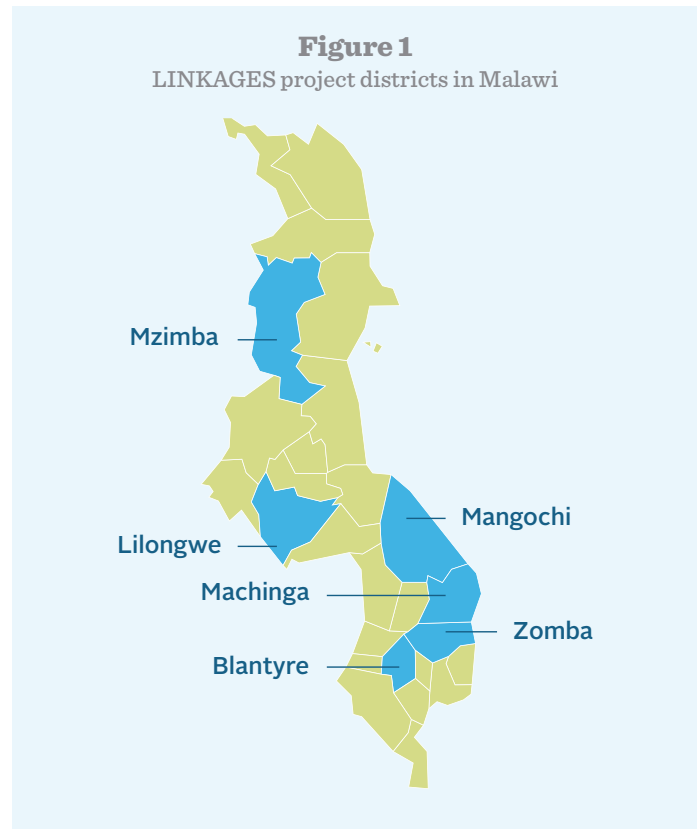 Figure 1
LINKAGES project districts in Malawi
Mzimba
Mangochi
Lilongwe
Machinga
Zomba
Blantyre